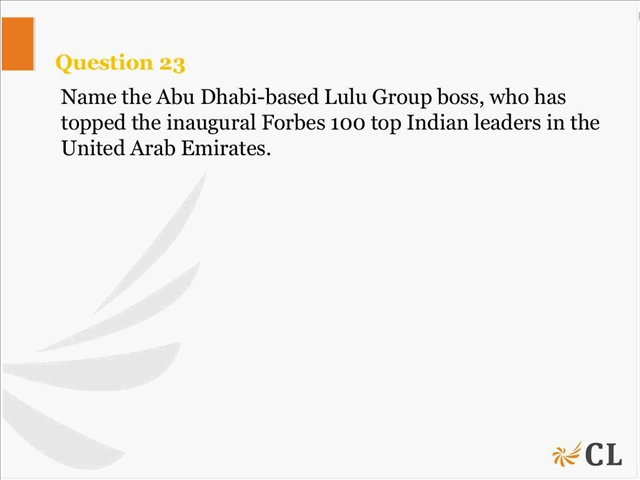 Question 23
Name the Abu Dhabi-based Lulu Group boss, who has
topped the inaugural Forbes 100 top Indian leaders in the
United Arab Emirates.
CL